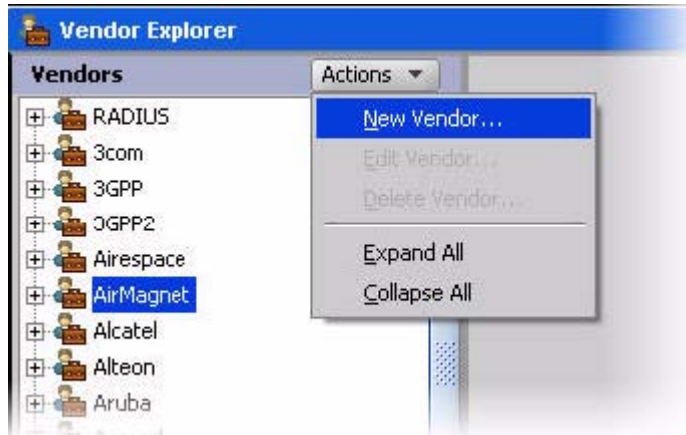 Vendor Explorer
Vendors
Actions
RADIUS
3com
3GPP
3GPP2
Airespace
AirMagnet
Alcatel
Alteon
Aruba
New Vendor...
Edit Vendor...
Delete Vendor...
Expand All
Collapse All